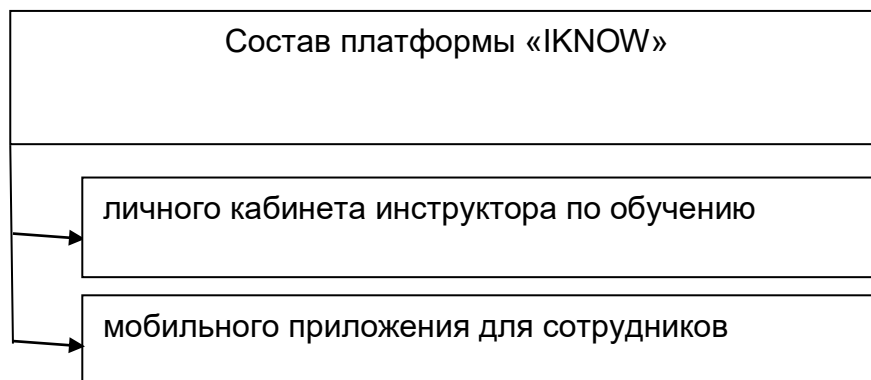 Состав платформы «IKNOW»
личного кабинета инструктора по обучению
мобильного приложения для сотрудников